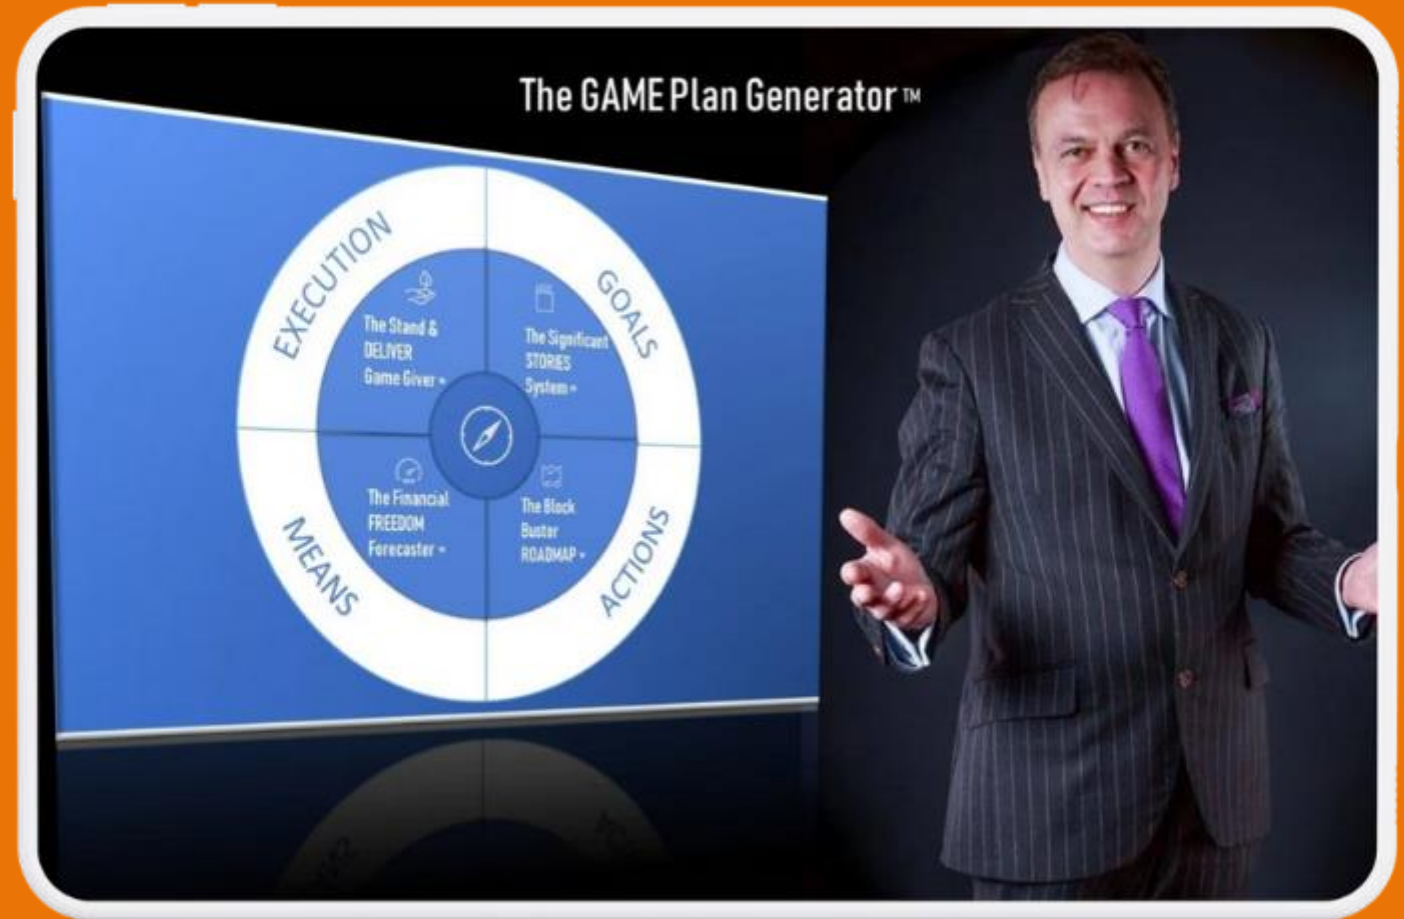 The GAME Plan Generator™
EXECUTION
GOALS
The Stand &
DELIVER
Game Giver
The Significant
STORIES
System
The Financial
FREEDOM
Forecaster
The Block
Buster
ROADMAP
MEANS
ACTIONS